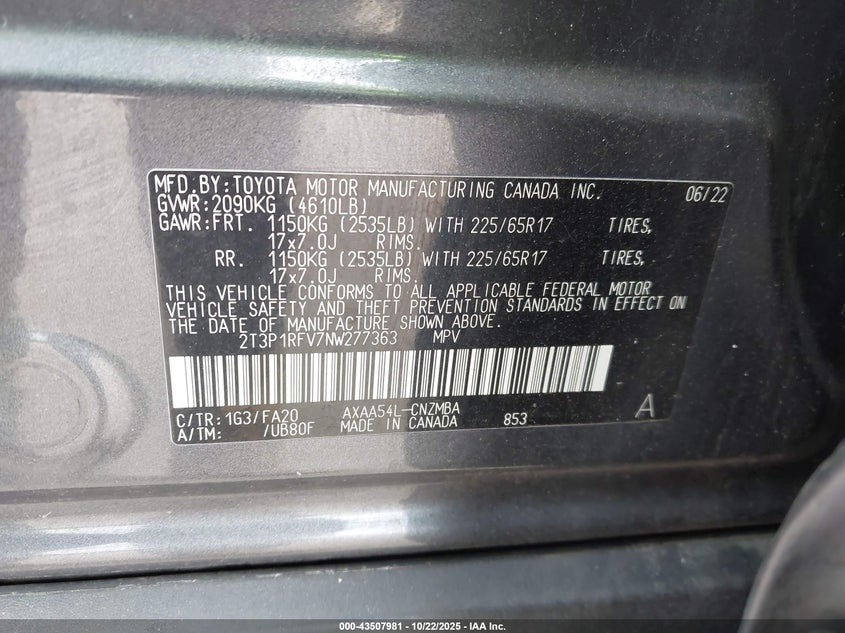 MFD.BY:TOYOTA MOTOR MANUFACTURING CANADA INC. 06/22
GVWR:2090KG (4610LB)
GAWR:FRT. 1150KG (2535LB) WITH 225/65R17 TIRES,
17x7.0J RIMS.
RR. 1150KG (2535LB) WITH 225/65R17 TIRES,
17x7.0J RIMS.
THIS VEHICLE CONFORMS TO ALL APPLICABLE FEDERAL MOTOR
VEHICLE SAFETY AND THEFT PREVENTION STANDARDS IN EFFECT ON
THE DATE OF MANUFACTURE SHOWN ABOVE.
2T3P1RFV7NW277363 MPV
C/TR:1G3/FA20 AXAA54L-CNZMBA
A/TM: /UB80F MADE IN CANADA 853 A
000-43507981 - 10/22/2025 - IAA Inc.